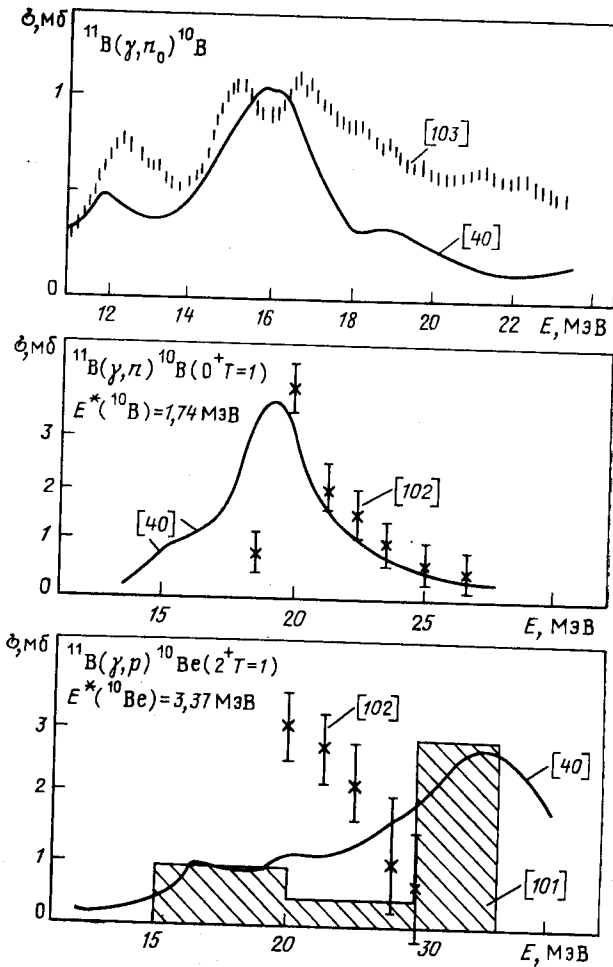 σ, мб
¹¹B(γ, n₀)¹⁰B
1
0
[103]
[40]
12 14 16 18 20 22 E, МэВ
σ, мб
¹¹B(γ, n)¹⁰B(0⁺T=1)
E*(¹⁰B)=1,74 МэВ
3
2
1
0
[102]
[40]
15 20 25 E, МэВ
σ, мб
¹¹B(γ, p)¹⁰Be(2⁺T=1)
E*(¹⁰Be)=3,37 МэВ
3
2
1
0
[102]
[40]
[101]
15 20 30 E, МэВ